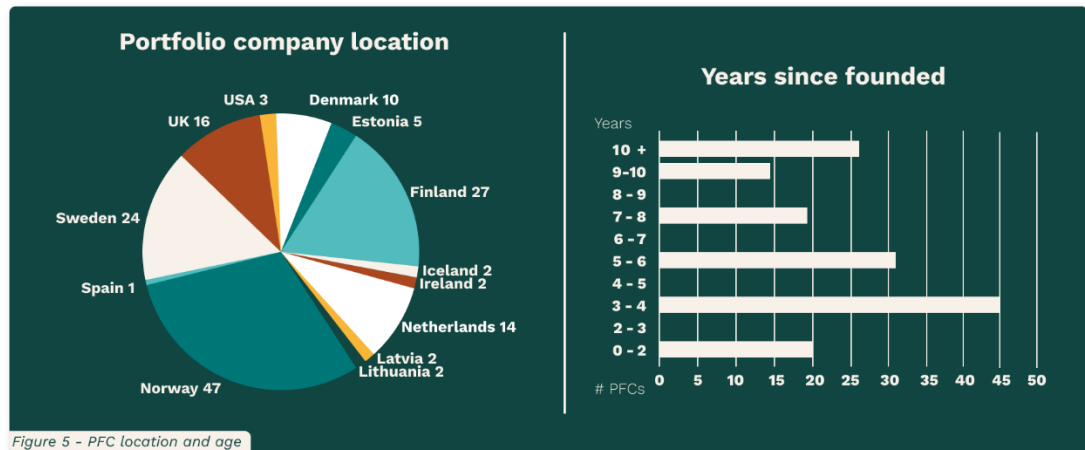 Portfolio company location
USA 3
Denmark 10
UK 16
Estonia 5
Finland 27
Sweden 24
Iceland 2
Ireland 2
Spain 1
Netherlands 14
Latvia 2
Lithuania 2
Norway 47
Figure 5 - PFC location and age
Years since founded
Years
10 +
9-10
8 - 9
7 - 8
6 - 7
5 - 6
4 - 5
3 - 4
2 - 3
0 - 2
0 5 10 15 20 25 30 35 40 45 50
# PFCs